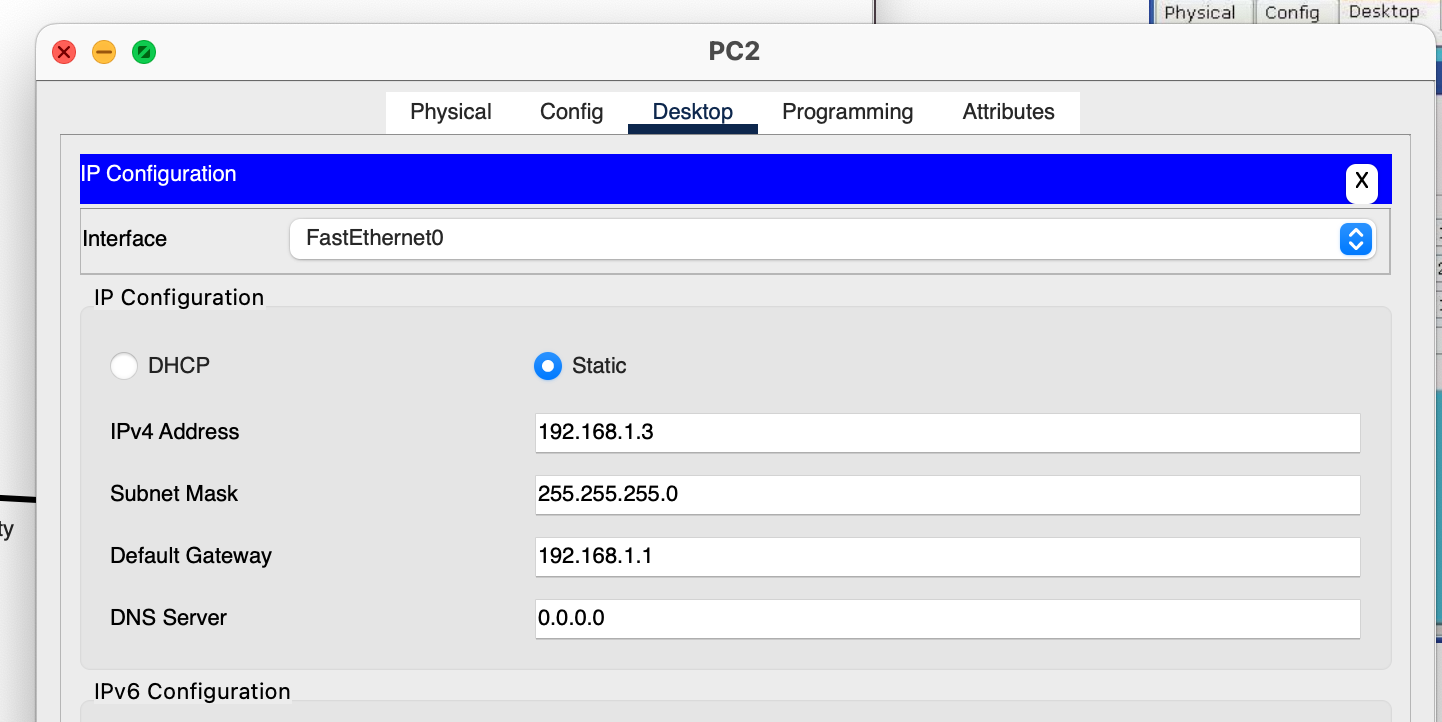 Physical Config Desktop
PC2
Physical Config Desktop Programming Attributes
IP Configuration
X
Interface FastEthernet0
IP Configuration
DHCP Static
IPv4 Address 192.168.1.3
Subnet Mask 255.255.255.0
ty
Default Gateway 192.168.1.1
DNS Server 0.0.0.0
IPv6 Configuration